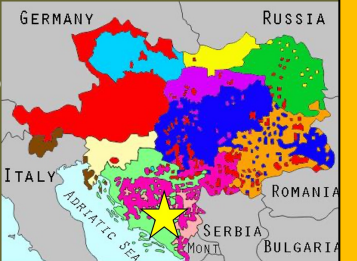 GERMANY
RUSSIA
ITALY
ROMANIA
ADRIATIC SEA
SERBIA
MONT
BULGARIA